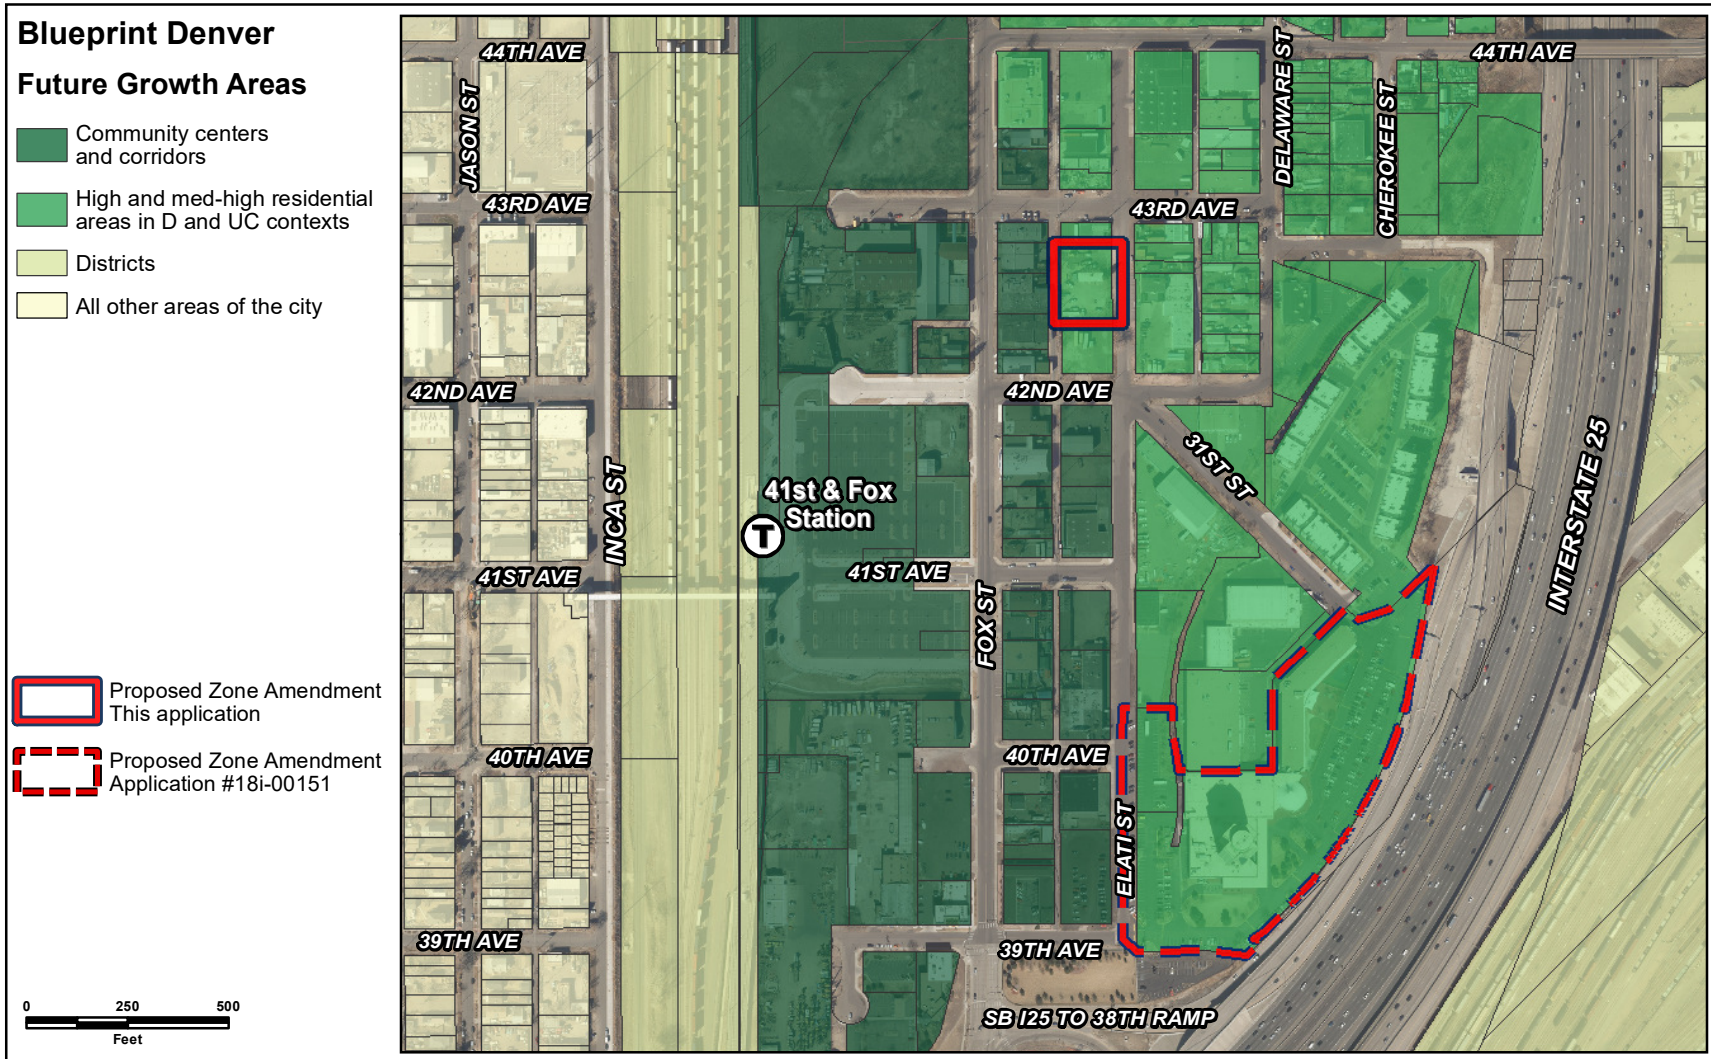 Blueprint Denver
Future Growth Areas
Community centers
and corridors
High and med-high residential
areas in D and UC contexts
Districts
All other areas of the city
Proposed Zone Amendment
This application
Proposed Zone Amendment
Application #18i-00151
0 250 500
Feet
44TH AVE
44TH AVE
JASON ST
DELAWARE ST
CHEROKEE ST
43RD AVE
43RD AVE
42ND AVE
42ND AVE
31ST ST
INCA ST
41st & Fox
Station
T
INTERSTATE 25
41ST AVE
41ST AVE
FOX ST
40TH AVE
40TH AVE
ELATI ST
39TH AVE
39TH AVE
SB I25 TO 38TH RAMP